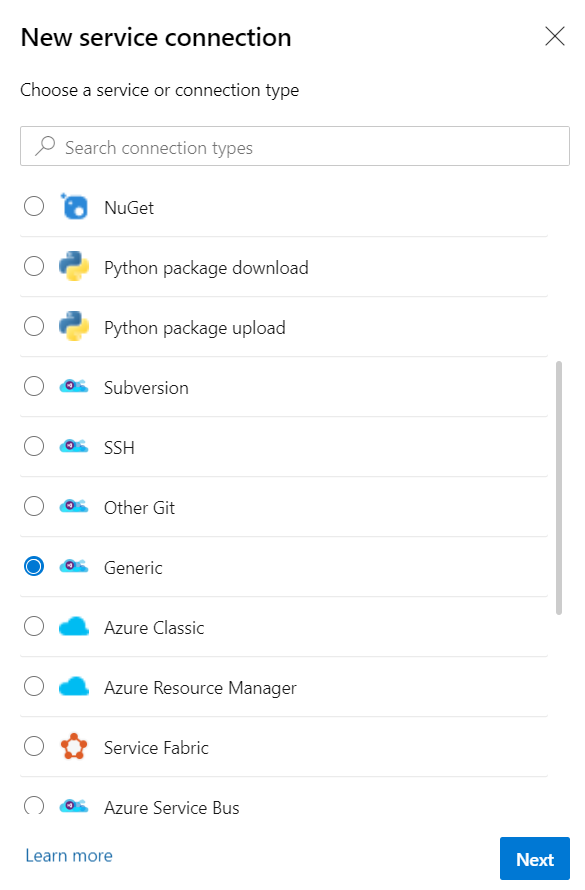 New service connection
Choose a service or connection type
Search connection types
NuGet
Python package download
Python package upload
Subversion
SSH
Other Git
Generic
Azure Classic
Azure Resource Manager
Service Fabric
Azure Service Bus
Learn more
Next